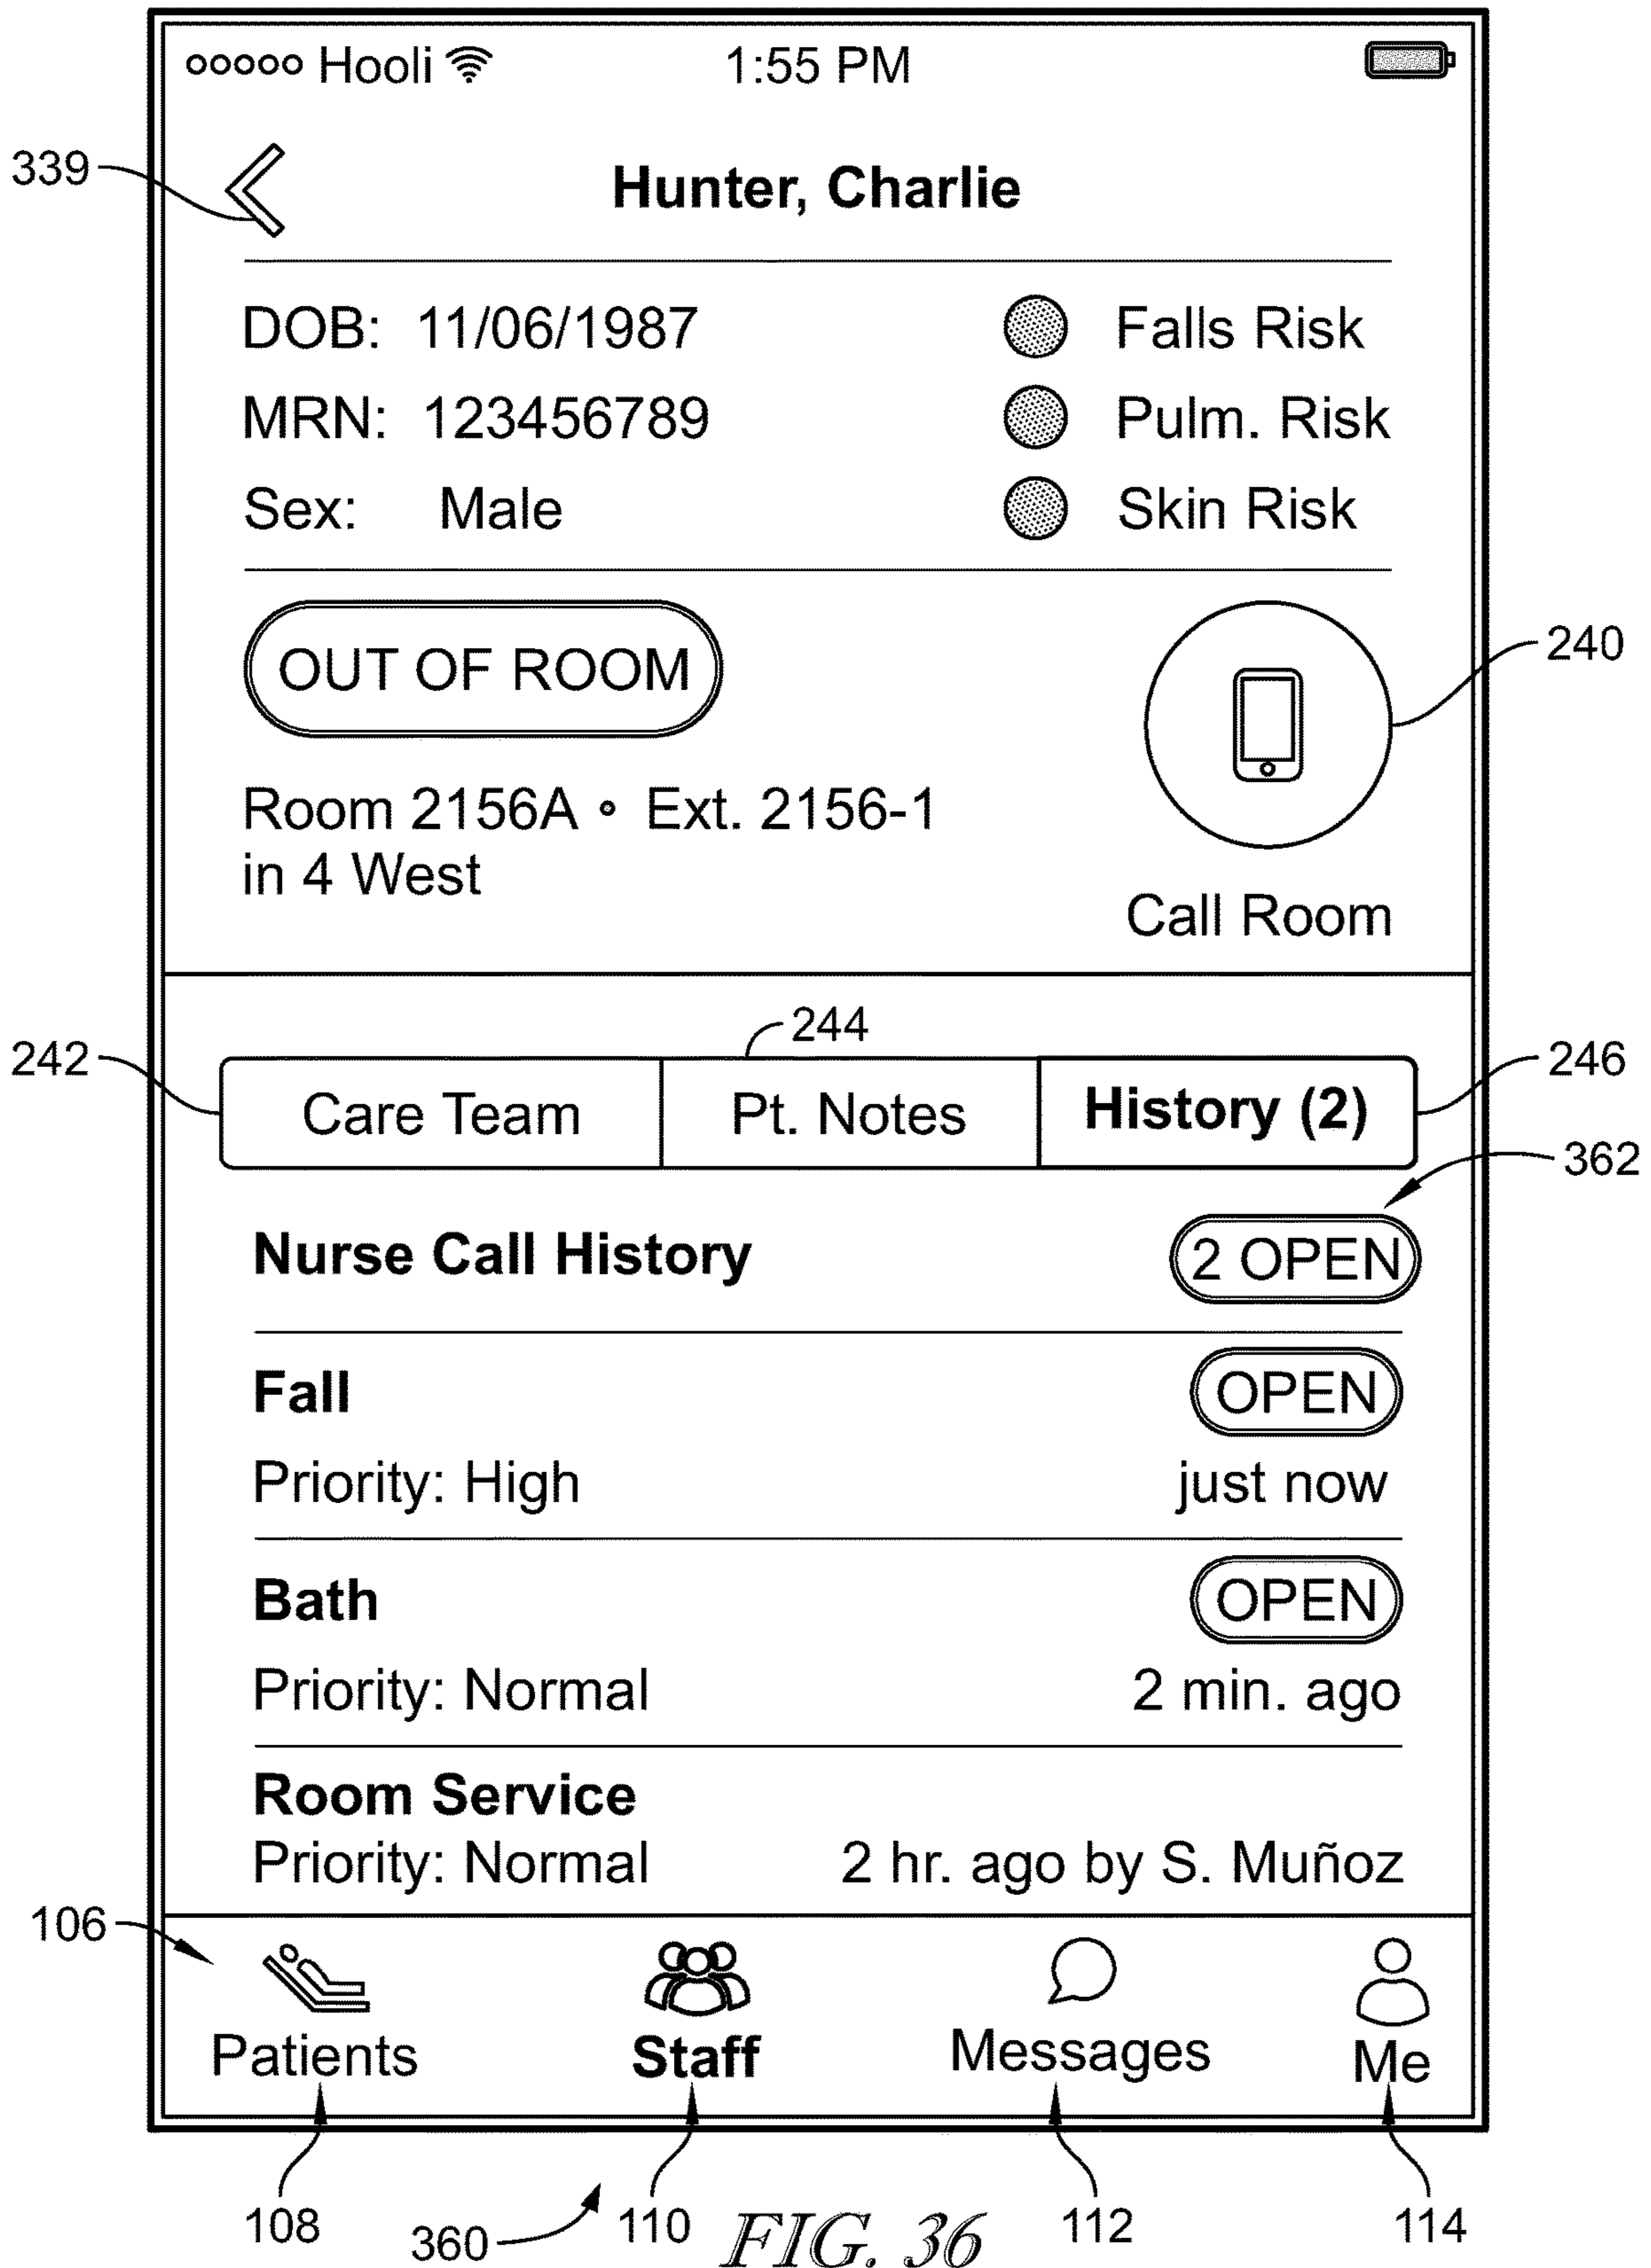 Hooli 1:55 PM
339
Hunter, Charlie
DOB: 11/06/1987 Falls Risk
MRN: 123456789 Pulm. Risk
Sex: Male Skin Risk
OUT OF ROOM
240
Room 2156A • Ext. 2156-1
in 4 West
Call Room
244
242
246
Care Team Pt. Notes History (2)
362
Nurse Call History 2 OPEN
Fall OPEN
Priority: High just now
Bath OPEN
Priority: Normal 2 min. ago
Room Service
Priority: Normal 2 hr. ago by S. Muñoz
106
Patients Staff Messages Me
108 360 110 112 114
FIG. 36